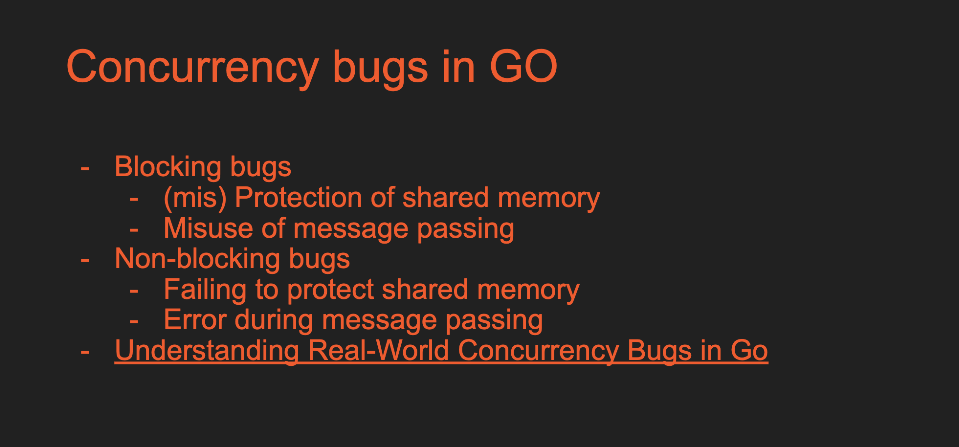 Concurrency bugs in GO
- Blocking bugs
- (mis) Protection of shared memory
- Misuse of message passing
- Non-blocking bugs
- Failing to protect shared memory
- Error during message passing
- Understanding Real-World Concurrency Bugs in Go